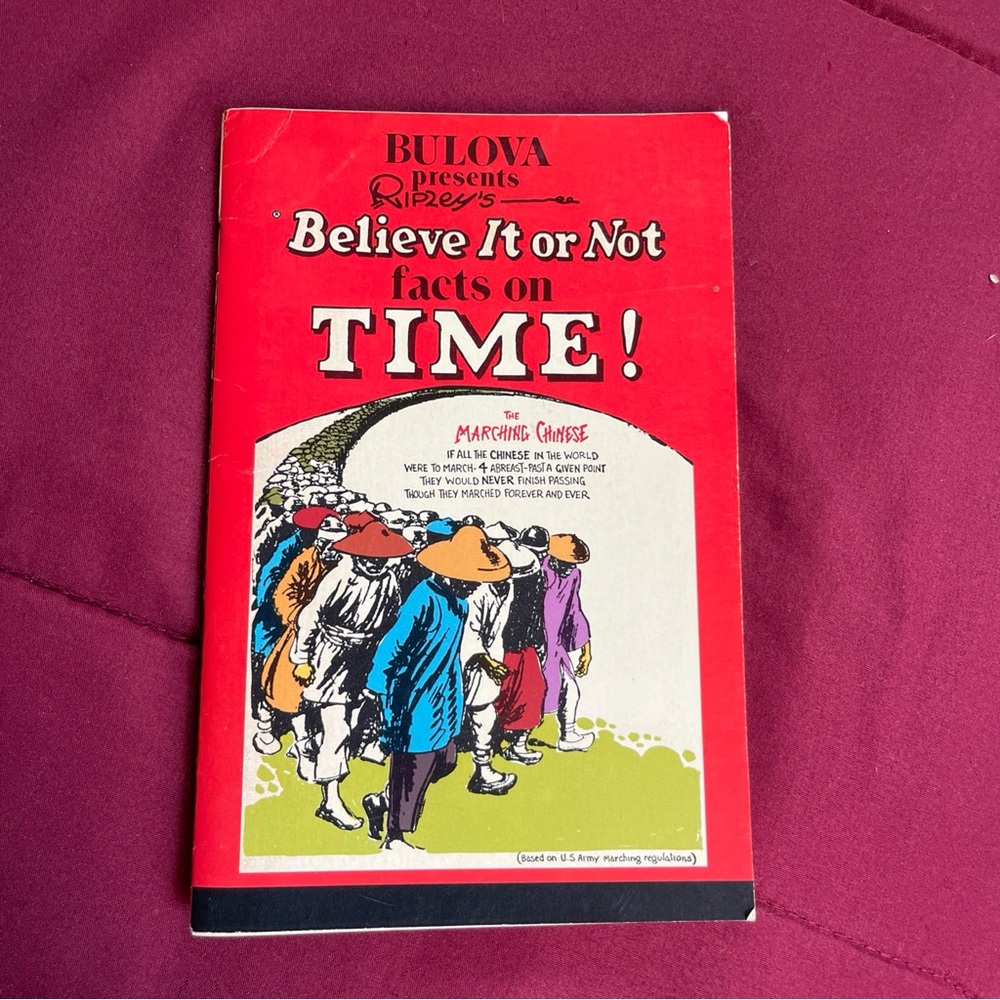 BULOVA
presents
Ripley's
Believe It or Not
facts on
TIME!
THE
MARCHING CHINESE
IF ALL THE CHINESE IN THE WORLD
WERE TO MARCH-4 ABREAST-PAST A GIVEN POINT
THEY WOULD NEVER FINISH PASSING
THOUGH THEY MARCHED FOREVER AND EVER
(Based on U.S Army Marching regulations)